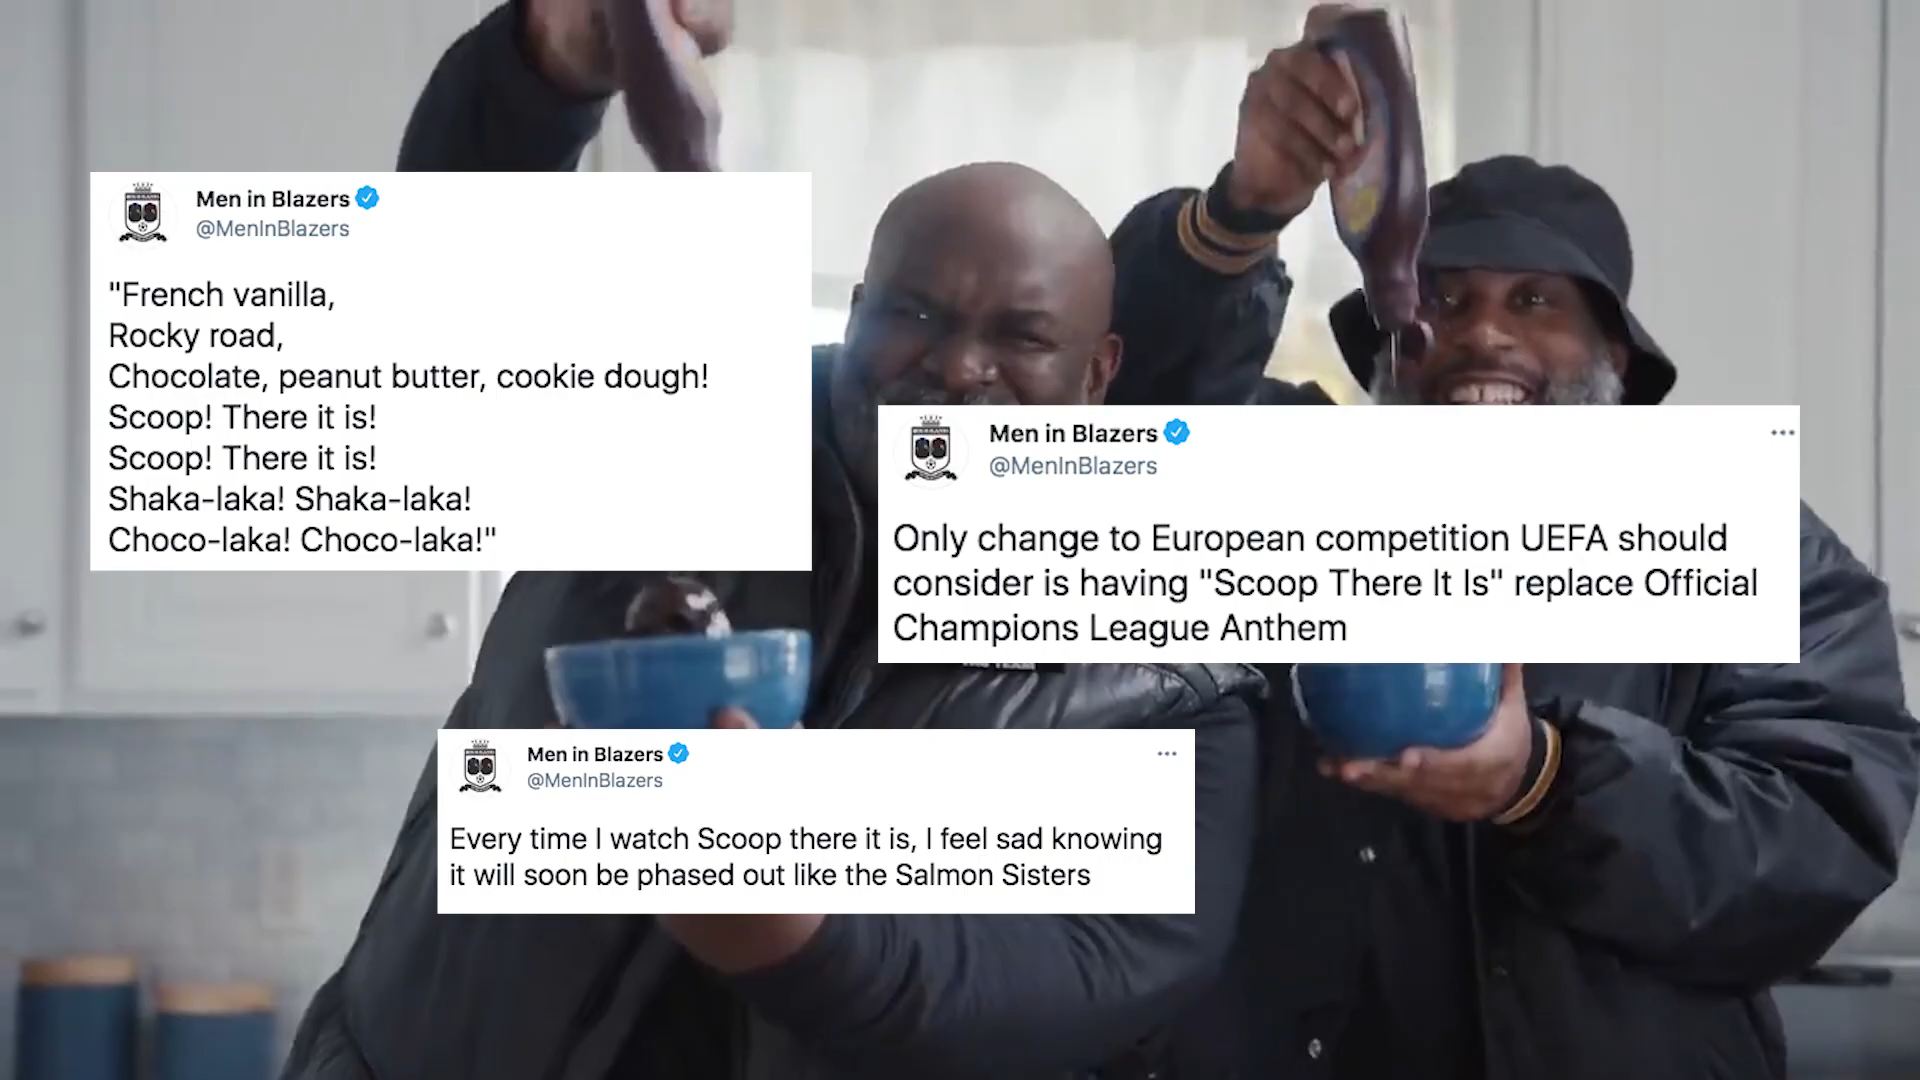 Men in Blazers
@MenInBlazers
"French vanilla,
Rocky road,
Chocolate, peanut butter, cookie dough!
Scoop! There it is!
Scoop! There it is!
Shaka-laka! Shaka-laka!
Choco-laka! Choco-laka!"
Men in Blazers
@MenInBlazers
Only change to European competition UEFA should
consider is having "Scoop There It Is" replace Official
Champions League Anthem
Men in Blazers
@MenInBlazers
Every time I watch Scoop there it is, I feel sad knowing
it will soon be phased out like the Salmon Sisters